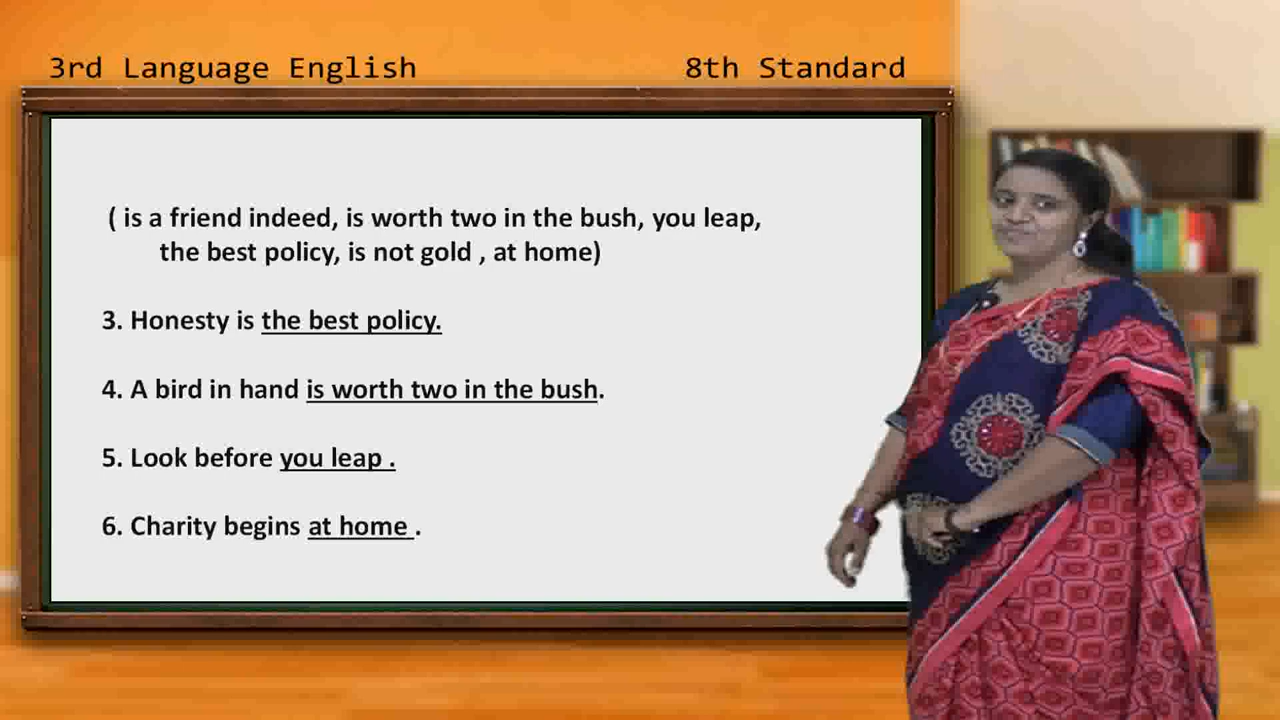 3rd Language English
8th Standard
( is a friend indeed, is worth two in the bush, you leap,
the best policy, is not gold , at home)
3. Honesty is the best policy.
4. A bird in hand is worth two in the bush.
5. Look before you leap .
6. Charity begins at home .